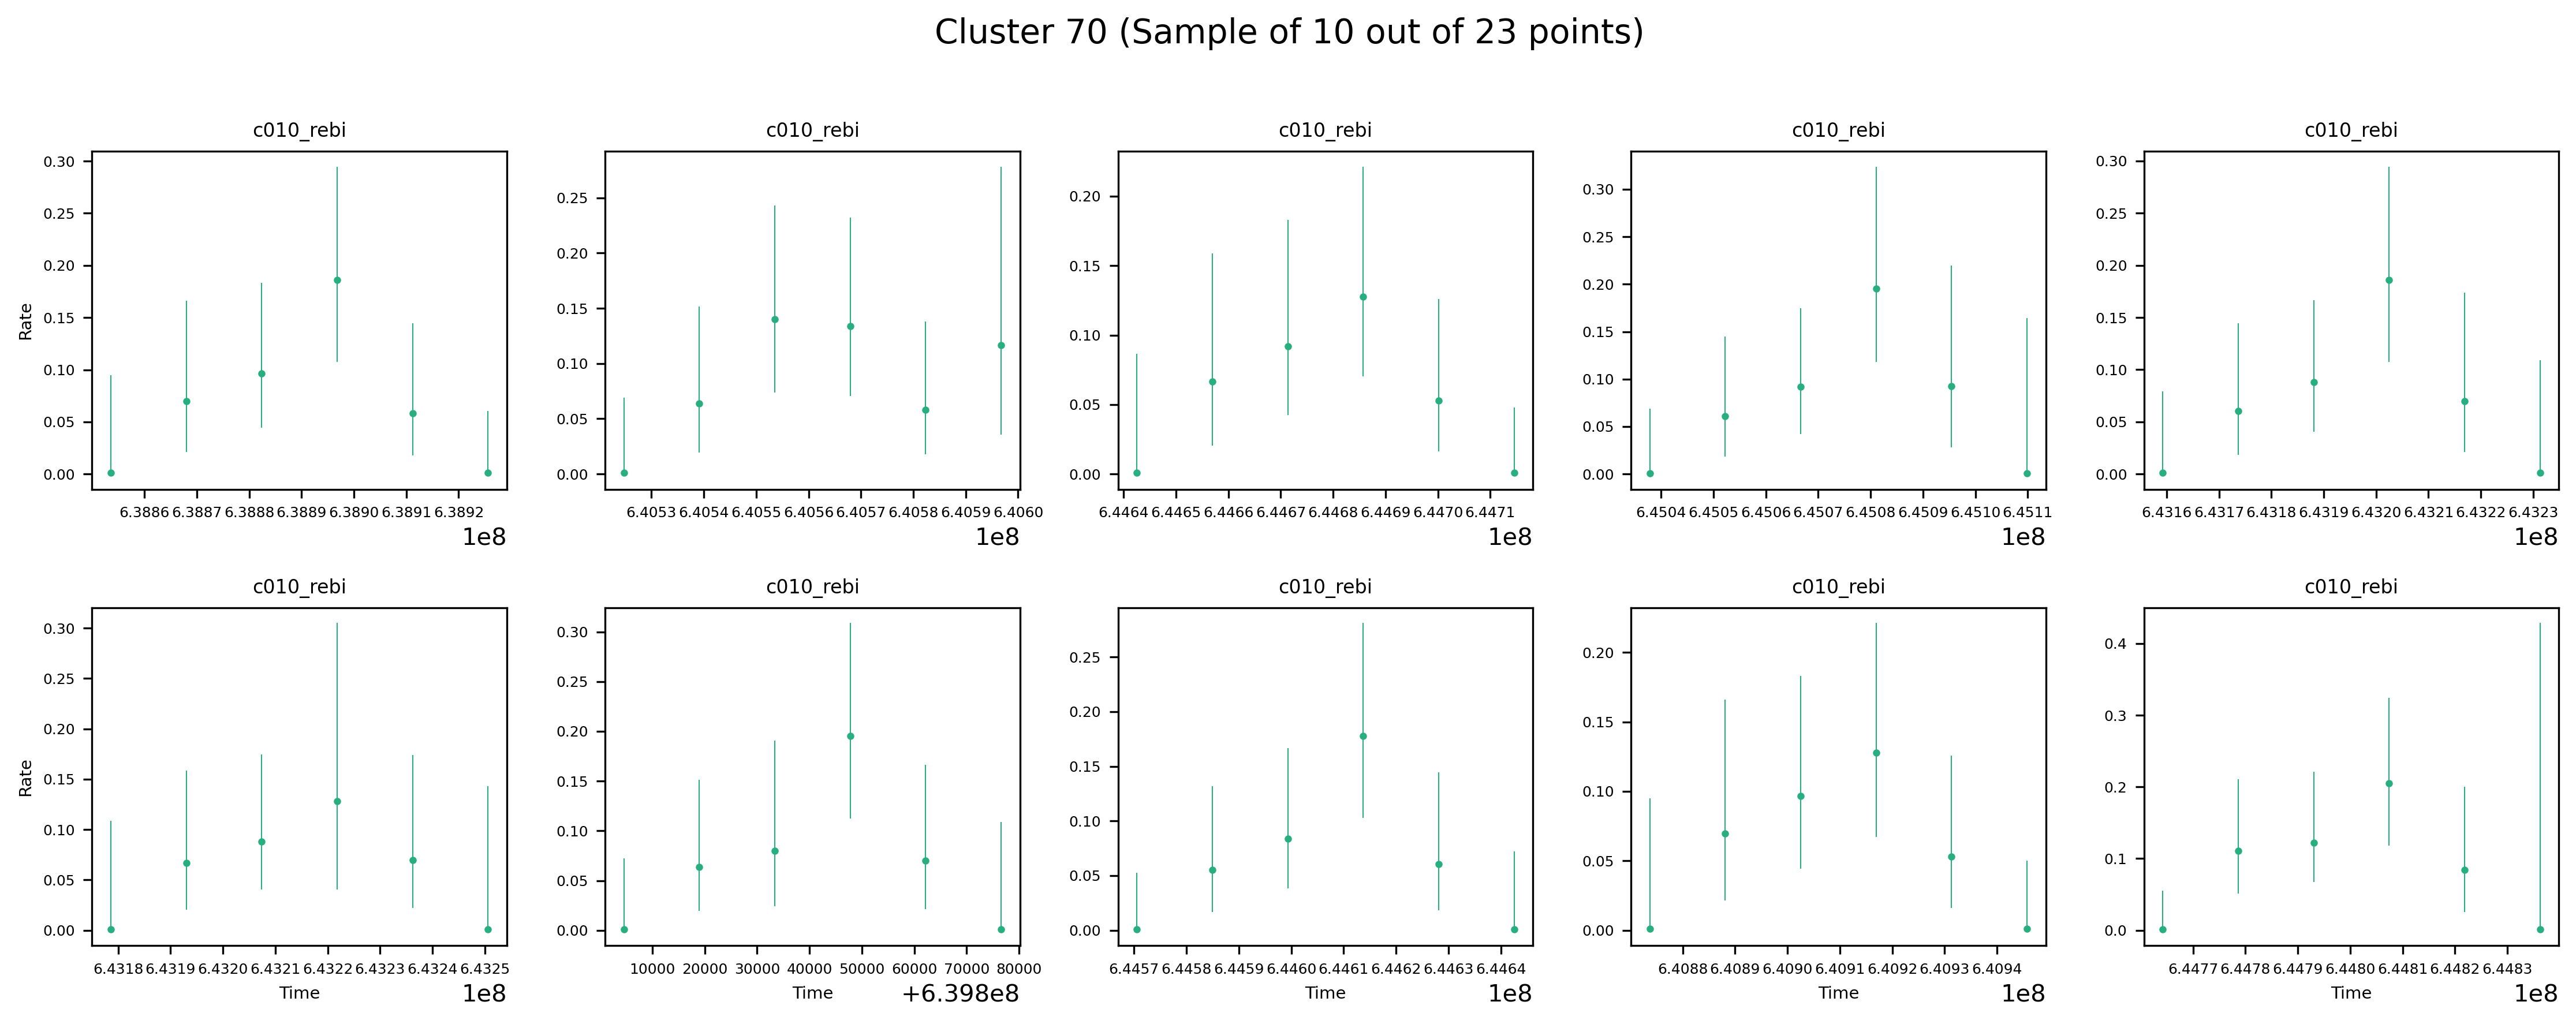 Cluster 70 (Sample of 10 out of 23 points)
c010_rebi c010_rebi c010_rebi c010_rebi c010_rebi
Rate
0.30 0.25 0.20 0.15 0.10 0.05 0.00
0.25 0.20 0.15 0.10 0.05 0.00
0.20 0.15 0.10 0.05 0.00
0.30 0.25 0.20 0.15 0.10 0.05 0.00
0.30 0.25 0.20 0.15 0.10 0.05 0.00
6.3886 6.3887 6.3888 6.3889 6.3890 6.3891 6.3892
6.4053 6.4054 6.4055 6.4056 6.4057 6.4058 6.4059 6.4060
6.4464 6.4465 6.4466 6.4467 6.4468 6.4469 6.4470 6.4471
6.4504 6.4505 6.4506 6.4507 6.4508 6.4509 6.4510 6.4511
6.4316 6.4317 6.4318 6.4319 6.4320 6.4321 6.4322 6.4323
1e8 1e8 1e8 1e8 1e8
c010_rebi c010_rebi c010_rebi c010_rebi c010_rebi
Rate
0.30 0.25 0.20 0.15 0.10 0.05 0.00
0.30 0.25 0.20 0.15 0.10 0.05 0.00
0.25 0.20 0.15 0.10 0.05 0.00
0.20 0.15 0.10 0.05 0.00
0.4 0.3 0.2 0.1 0.0
6.4318 6.4319 6.4320 6.4321 6.4322 6.4323 6.4324 6.4325
10000 20000 30000 40000 50000 60000 70000 80000
6.4457 6.4458 6.4459 6.4460 6.4461 6.4462 6.4463 6.4464
6.4088 6.4089 6.4090 6.4091 6.4092 6.4093 6.4094
6.4477 6.4478 6.4479 6.4480 6.4481 6.4482 6.4483
Time 1e8 Time +6.398e8 Time 1e8 Time 1e8 Time 1e8